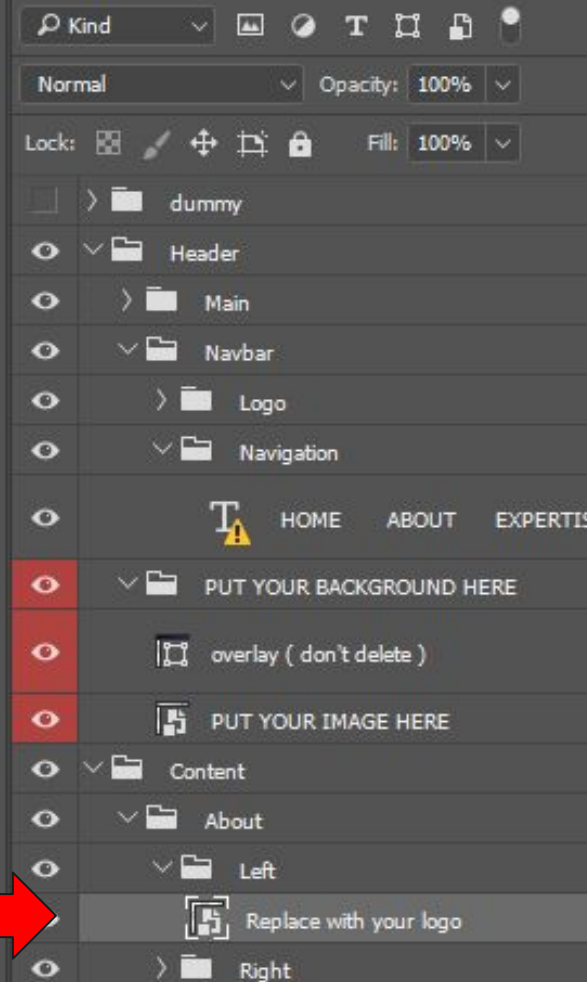 Kind
Normal Opacity: 100%
Lock: Fill: 100%
dummy
Header
Main
Navbar
Logo
Navigation
HOME ABOUT EXPERTIS
PUT YOUR BACKGROUND HERE
overlay ( don't delete )
PUT YOUR IMAGE HERE
Content
About
Left
Replace with your logo
Right